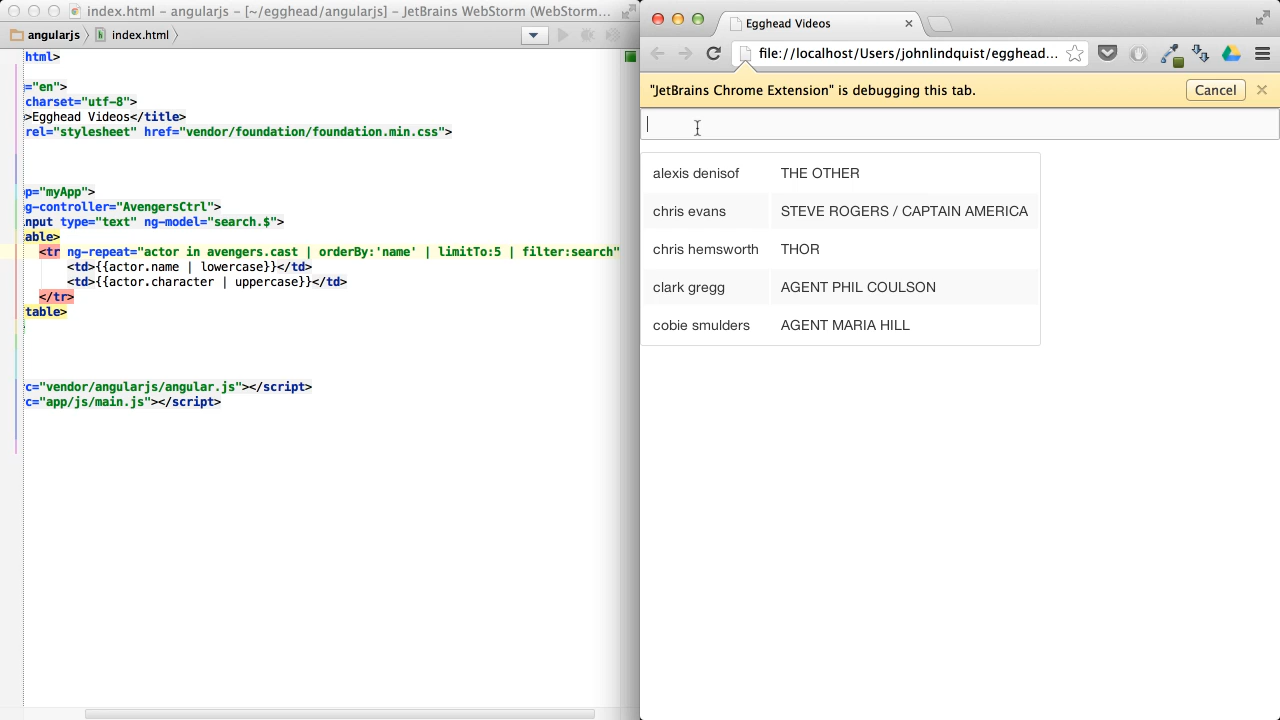 index.html – angularjs – [~/egghead/angularjs] – JetBrains WebStorm (WebStorm...
angularjs
index.html
html>
="en">
charset="utf-8">
>Egghead Videos</title>
rel="stylesheet" href="vendor/foundation/foundation.min.css">
p="myApp">
g-controller="AvengersCtrl">
nput type="text" ng-model="search.$">
able>
<tr ng-repeat="actor in avengers.cast | orderBy:'name' | limitTo:5 | filter:search"
<td>{{actor.name | lowercase}}</td>
<td>{{actor.character | uppercase}}</td>
</tr>
table>
rc="vendor/angularjs/angular.js"></script>
rc="app/js/main.js"></script>
Egghead Videos
file://localhost/Users/johnlindquist/egghead...
"JetBrains Chrome Extension" is debugging this tab.
Cancel
alexis denisof THE OTHER
chris evans STEVE ROGERS / CAPTAIN AMERICA
chris hemsworth THOR
clark gregg AGENT PHIL COULSON
cobie smulders AGENT MARIA HILL